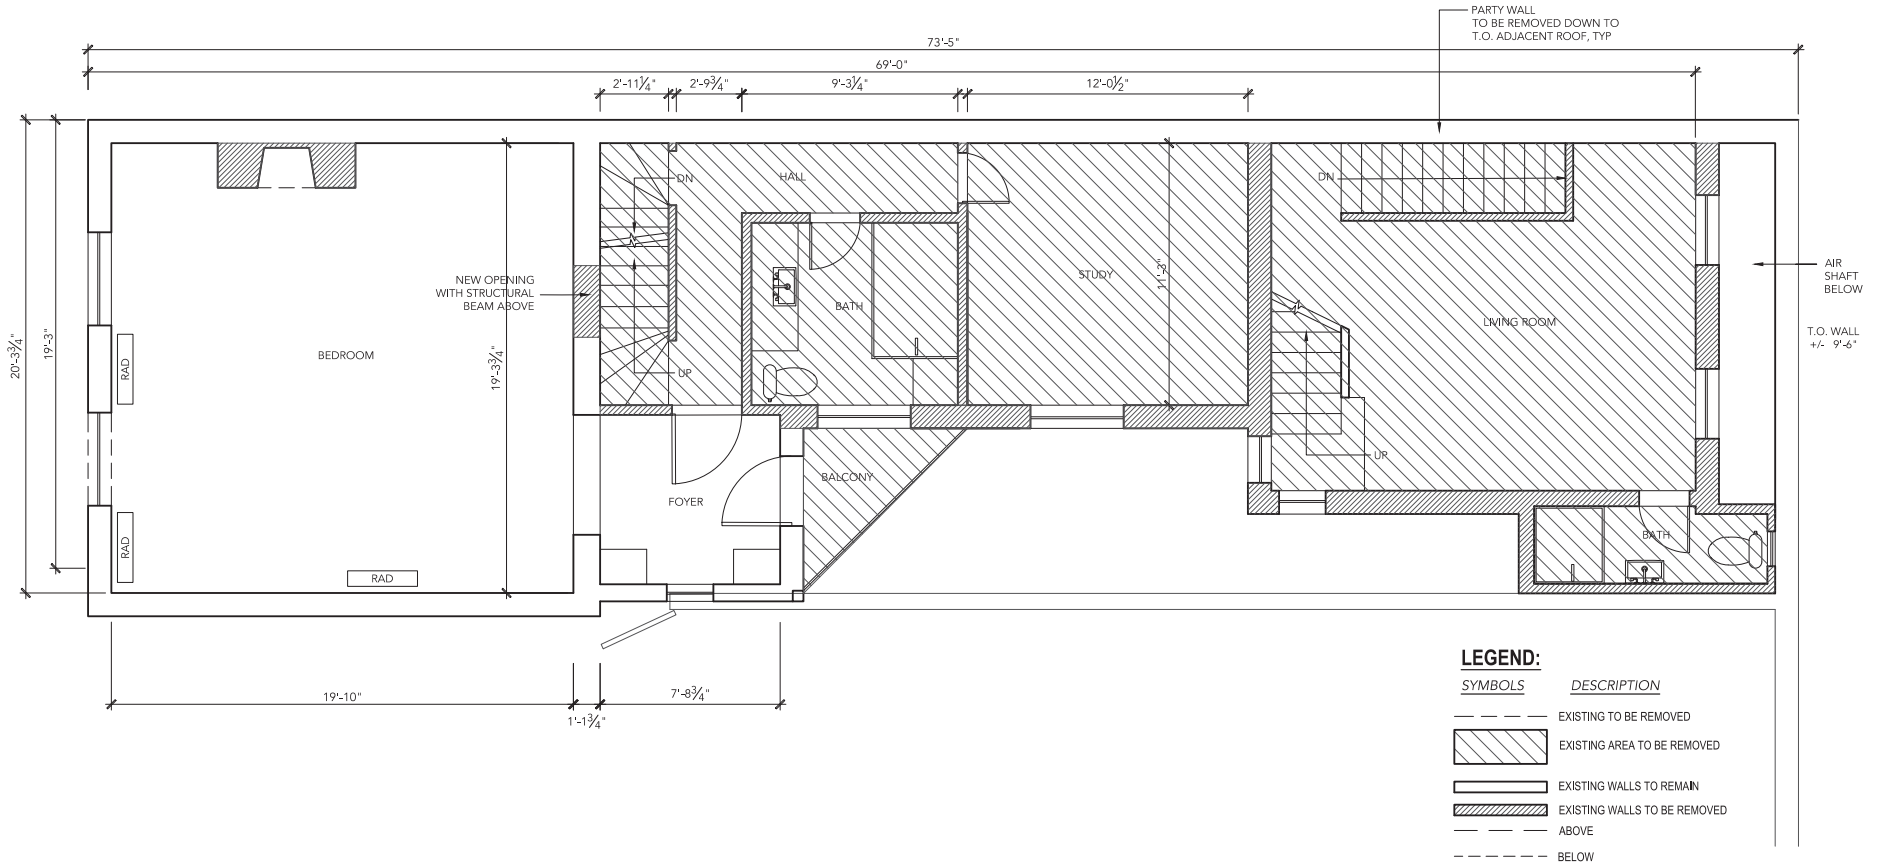 PARTY WALL
TO BE REMOVED DOWN TO
T.O. ADJACENT ROOF, TYP
73'-5"
69'-0"
2'-11¼"
2'-9¾"
9'-3¼"
12'-0½"
DN
HALL
DN
20'-3¾"
19'-3"
19'-3¾"
11'-3"
NEW OPENING
WITH STRUCTURAL
BEAM ABOVE
STUDY
AIR
SHAFT
BELOW
BATH
LIVING ROOM
T.O. WALL
+/- 9'-6"
BEDROOM
RAD
UP
UP
BALCONY
FOYER
RAD
BATH
RAD
19'-10"
7'-8¾"
1'-1¾"
LEGEND:
SYMBOLS DESCRIPTION
EXISTING TO BE REMOVED
EXISTING AREA TO BE REMOVED
EXISTING WALLS TO REMAIN
EXISTING WALLS TO BE REMOVED
ABOVE
BELOW